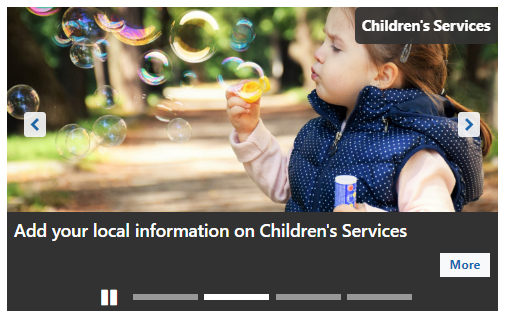 Children's Services
Add your local information on Children's Services
More